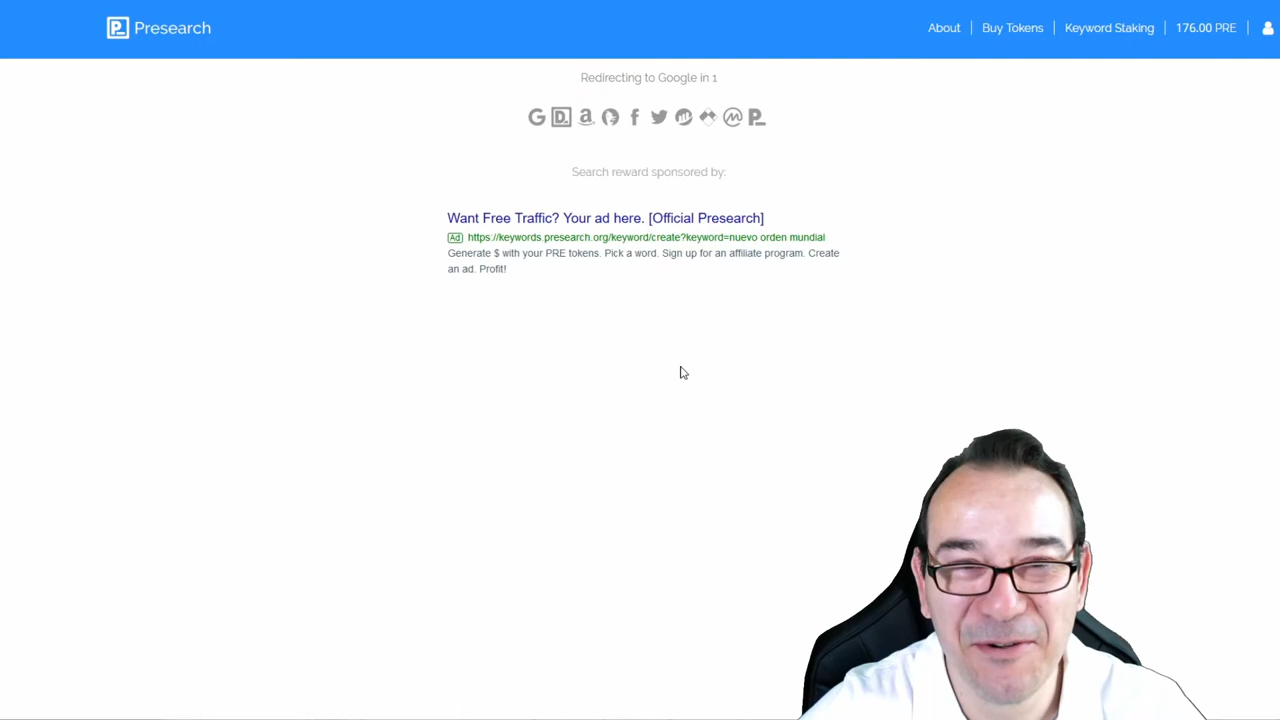 Presearch
About
Buy Tokens
Keyword Staking
176.00 PRE
Redirecting to Google in 1
Search reward sponsored by:
Want Free Traffic? Your ad here. [Official Presearch]
Ad https://keywords.presearch.org/keyword/create?keyword=nuevo orden mundial
Generate $ with your PRE tokens. Pick a word. Sign up for an affiliate program. Create
an ad. Profit!